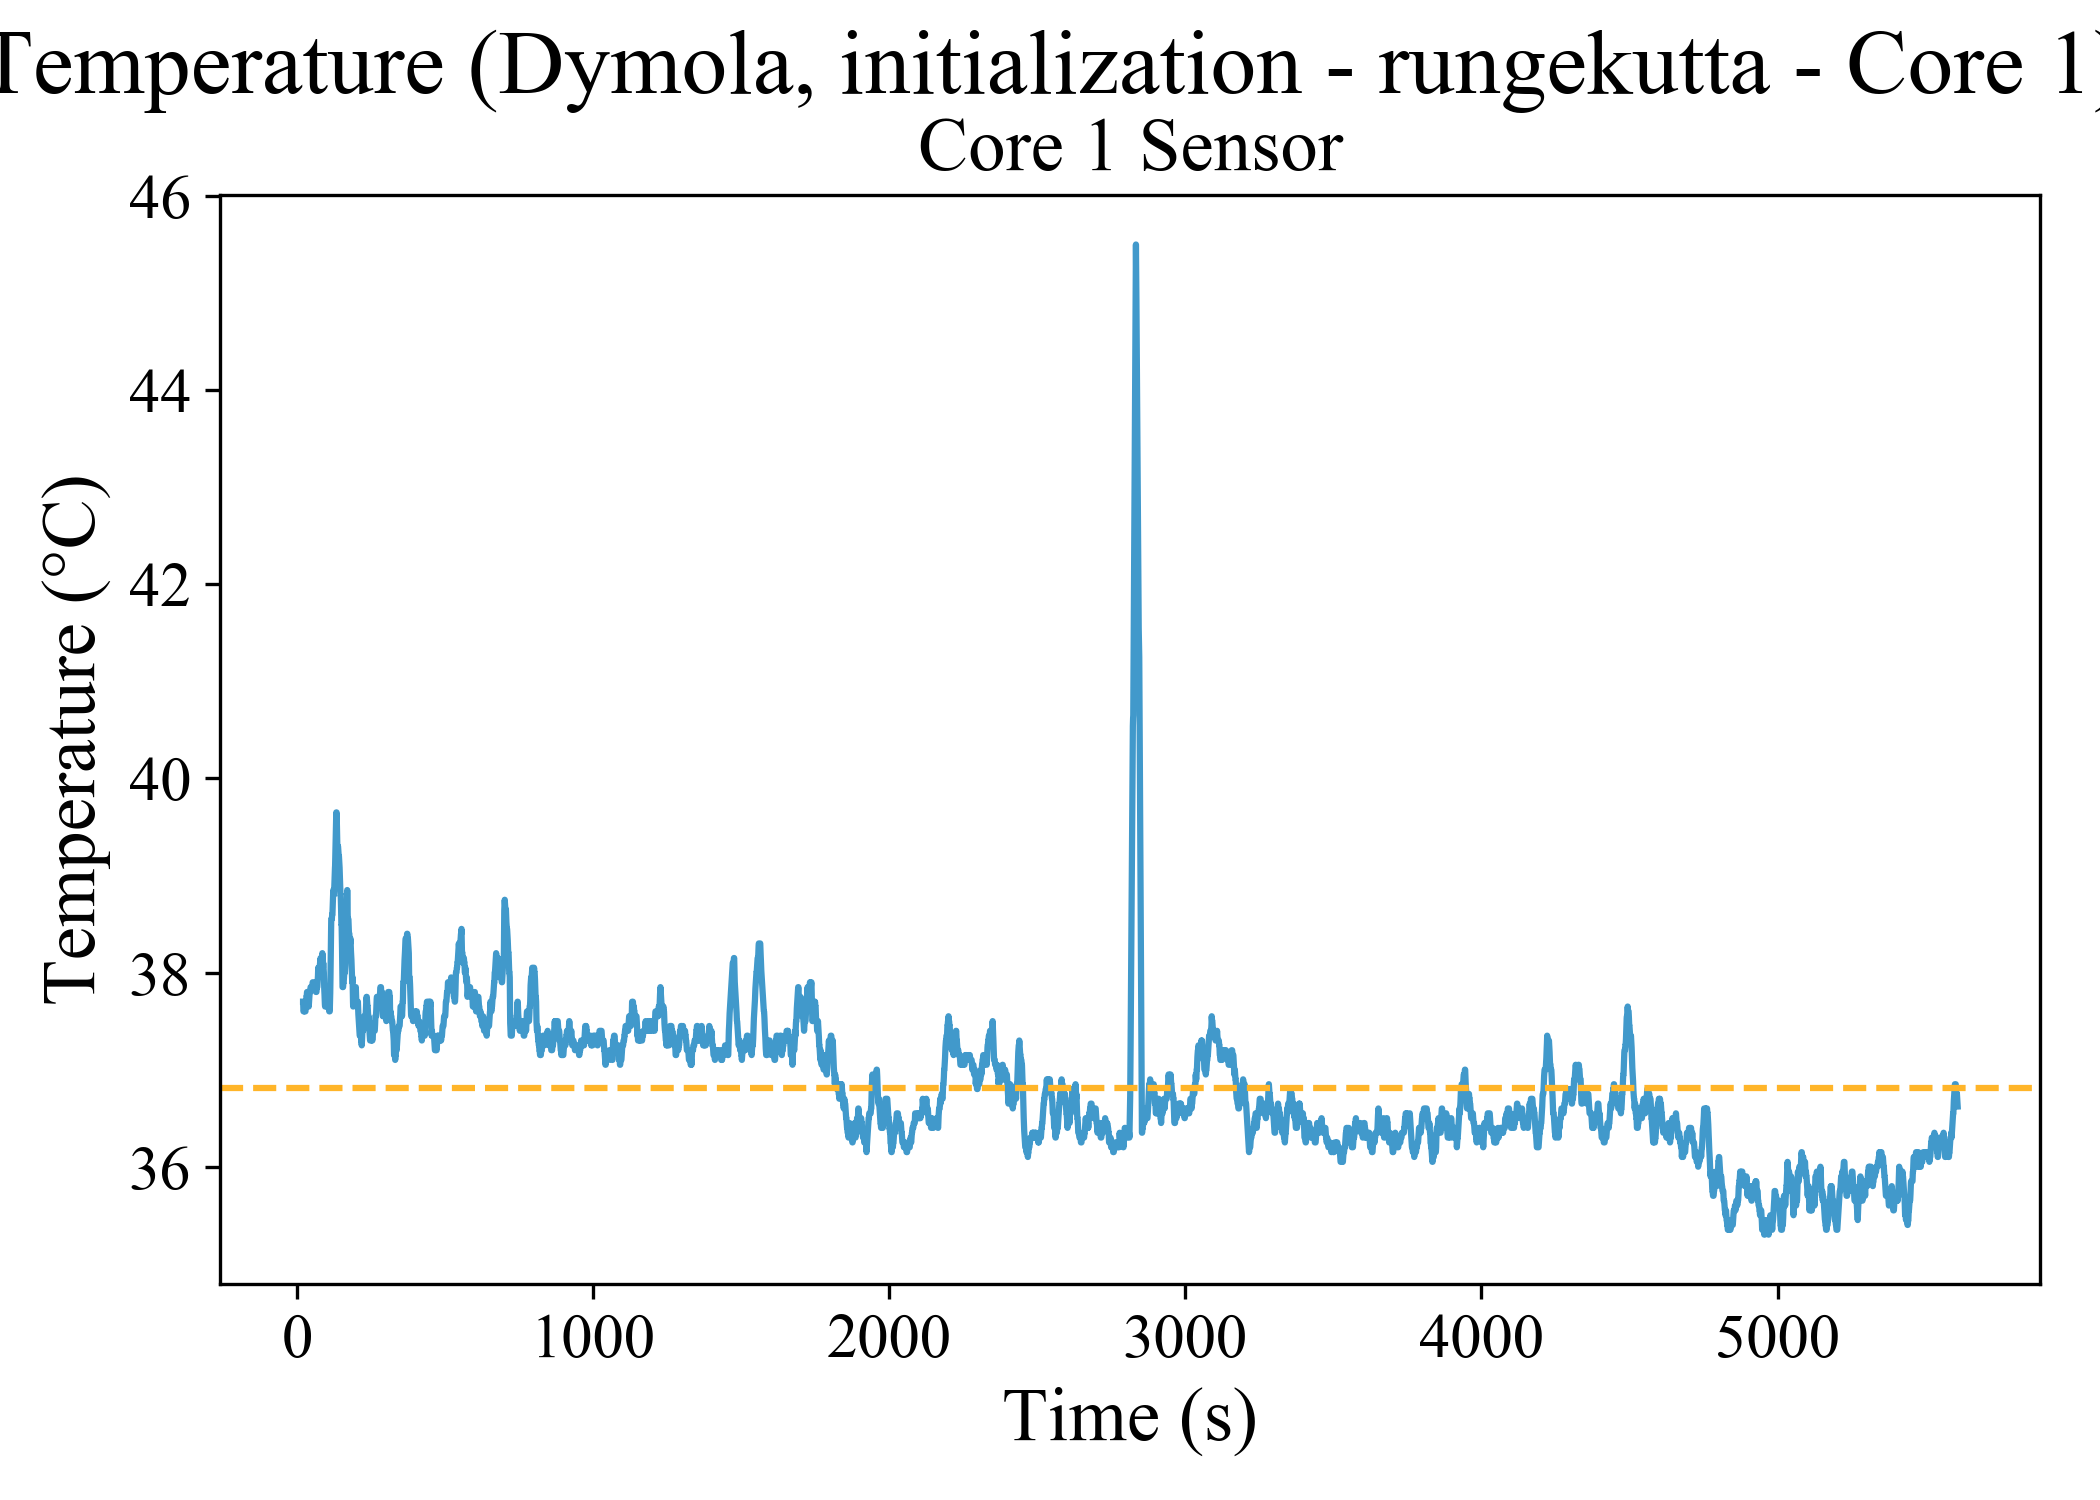 Temperature (Dymola, initialization - rungekutta - Core 1)
Core 1 Sensor
Temperature (°C)
46
44
42
40
38
36
0 1000 2000 3000 4000 5000
Time (s)